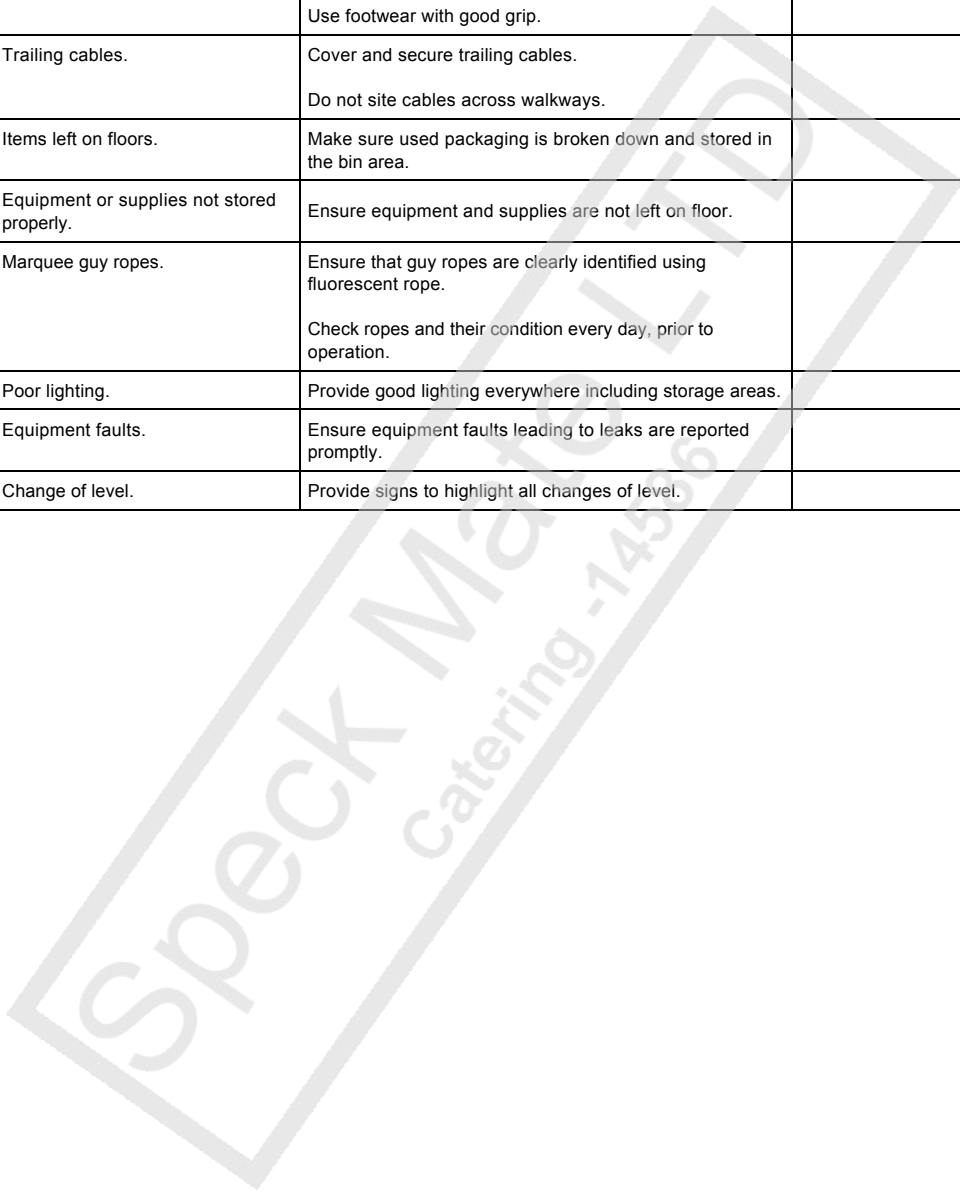 Use footwear with good grip.
Trailing cables.
Cover and secure trailing cables.
Do not site cables across walkways.
Items left on floors.
Make sure used packaging is broken down and stored in
the bin area.
Equipment or supplies not stored
properly.
Ensure equipment and supplies are not left on floor.
Marquee guy ropes.
Ensure that guy ropes are clearly identified using
fluorescent rope.
Check ropes and their condition every day, prior to
operation.
Poor lighting.
Provide good lighting everywhere including storage areas.
Equipment faults.
Ensure equipment faults leading to leaks are reported
promptly.
Change of level.
Provide signs to highlight all changes of level.
Speck Mate LTD
Catering -14586